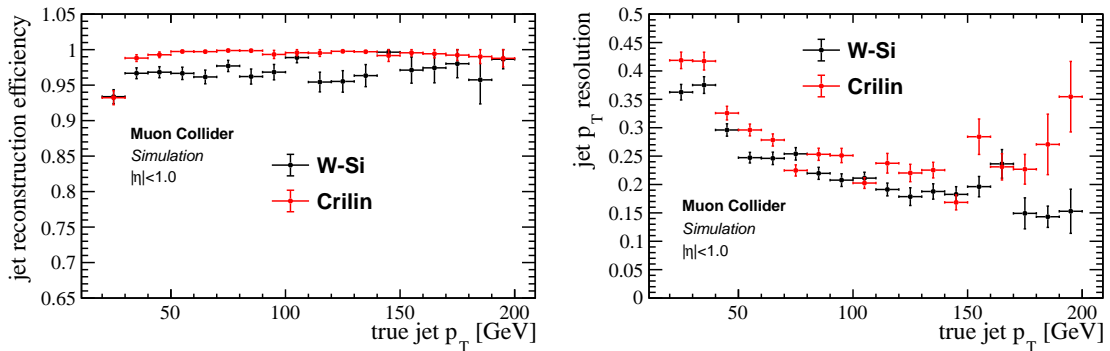 jet reconstruction efficiency
1
0.95
0.9
0.85
0.8
0.75
0.7
0.65
Muon Collider
Simulation
|η|<1.0
W-Si
Crilin
50
100
150
200
true jet p_T [GeV]
jet p_T resolution
0.5
0.45
0.4
0.35
0.3
0.25
0.2
0.15
0.1
0.05
0
W-Si
Crilin
Muon Collider
Simulation
|η|<1.0
50
100
150
200
true jet p_T [GeV]